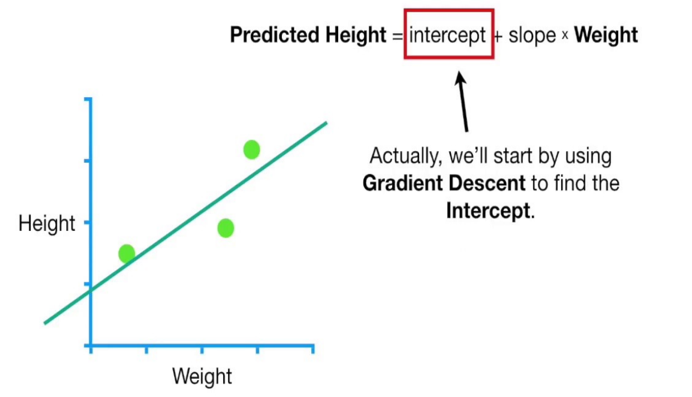 Predicted Height = intercept + slope × Weight
Actually, we'll start by using
Gradient Descent to find the
Intercept.
Height
Weight